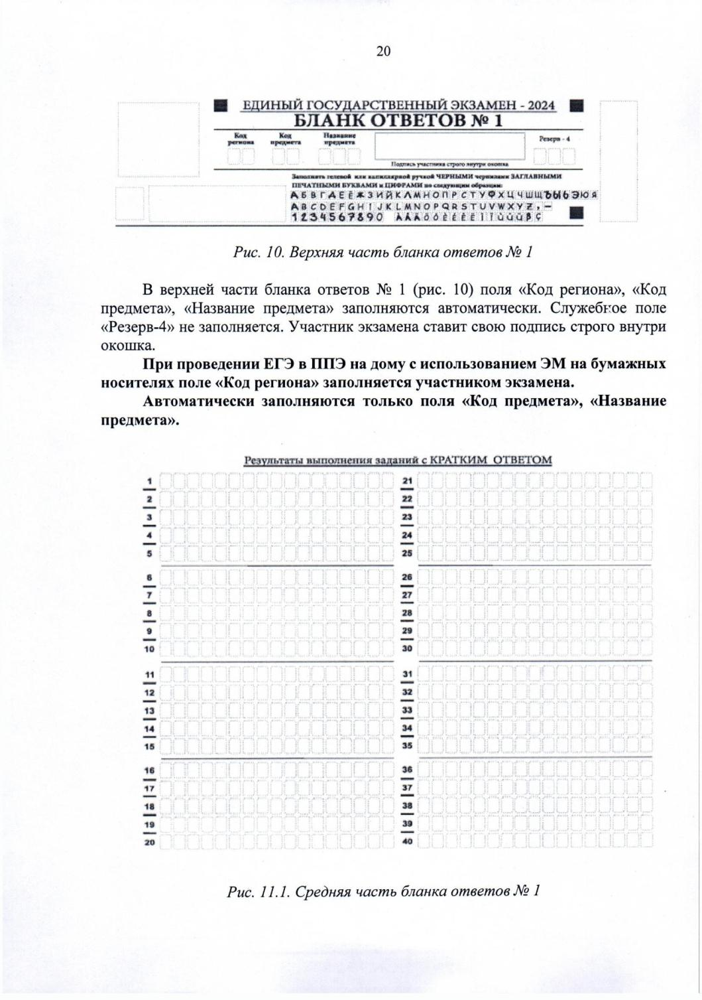 20
ЕДИНЫЙ ГОСУДАРСТВЕННЫЙ ЭКЗАМЕН - 2024
БЛАНК ОТВЕТОВ № 1
Код региона
Код предмета
Название предмета
Резерв - 4
Подпись участника строго внутри окошка
Заполнять гелевой или капиллярной ручкой ЧЕРНЫМИ чернилами ЗАГЛАВНЫМИ
ПЕЧАТНЫМИ БУКВАМИ и ЦИФРАМИ по следующим образцам:
АБВГДЕЁЖЗИЙКЛМНОПРСТУФХЦЧШЩЪЫЬЭЮЯ
ABCDEFGHIJKLMNOPQRSTUVWXYZ,-
1234567890
Рис. 10. Верхняя часть бланка ответов № 1
В верхней части бланка ответов № 1 (рис. 10) поля «Код региона», «Код
предмета», «Название предмета» заполняются автоматически. Служебное поле
«Резерв-4» не заполняется. Участник экзамена ставит свою подпись строго внутри
окошка.
При проведении ЕГЭ в ППЭ на дому с использованием ЭМ на бумажных
носителях поле «Код региона» заполняется участником экзамена.
Автоматически заполняются только поля «Код предмета», «Название
предмета».
Результаты выполнения заданий с КРАТКИМ ОТВЕТОМ
1
2
3
4
5
6
7
8
9
10
11
12
13
14
15
16
17
18
19
20
21
22
23
24
25
26
27
28
29
30
31
32
33
34
35
36
37
38
39
40
Рис. 11.1. Средняя часть бланка ответов № 1